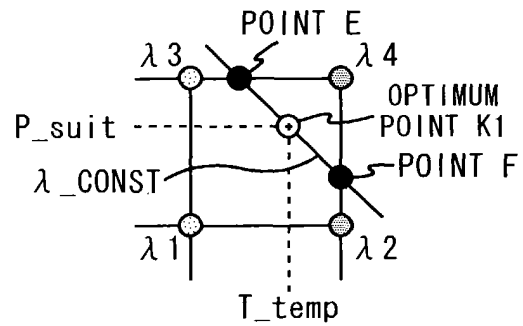 POINT E
λ3
λ4
OPTIMUM
POINT K1
P_suit
λ_CONST
POINT F
λ1
λ2
T_temp